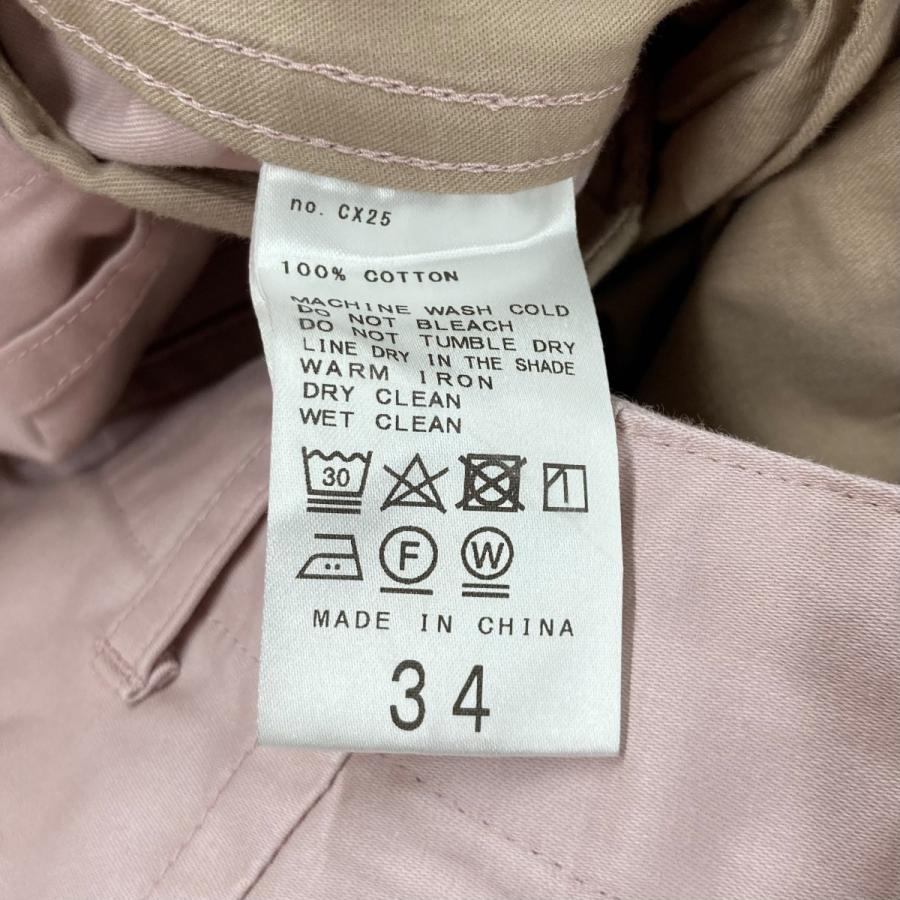 no. CX25
100% COTTON
MACHINE WASH COLD
DO NOT BLEACH
DO NOT TUMBLE DRY
LINE DRY IN THE SHADE
WARM IRON
DRY CLEAN
WET CLEAN
30
F W
MADE IN CHINA
34